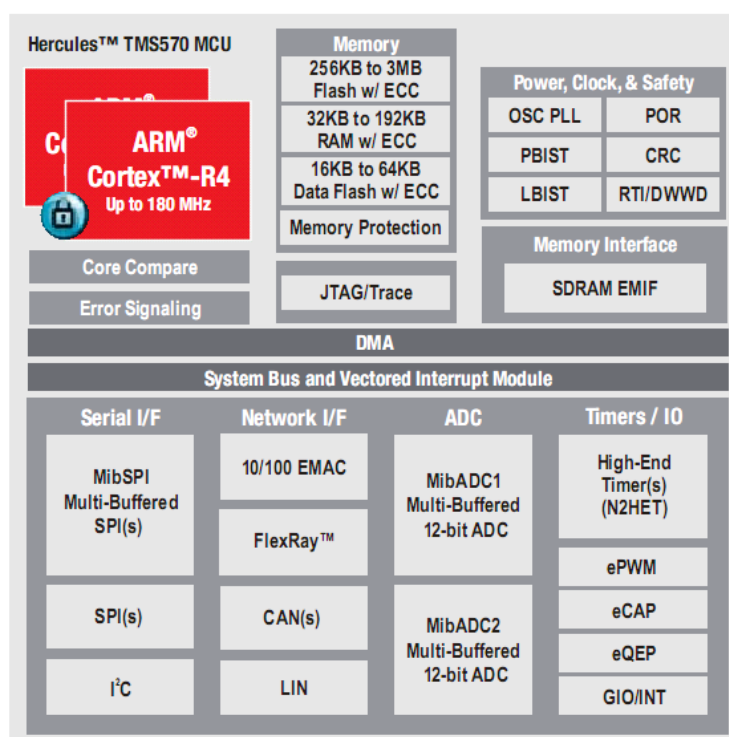 Hercules™ TMS570 MCU
ARM®
Co
ARM®
Cortex™-R4
Up to 180 MHz
Core Compare
Error Signaling
Memory
256KB to 3MB
Flash w/ ECC
32KB to 192KB
RAM w/ ECC
16KB to 64KB
Data Flash w/ ECC
Memory Protection
JTAG/Trace
Power, Clock, & Safety
OSC PLL
POR
PBIST
CRC
LBIST
RTI/DWWD
Memory Interface
SDRAM EMIF
DMA
System Bus and Vectored Interrupt Module
Serial I/F
MibSPI
Multi-Buffered
SPI(s)
SPI(s)
I²C
Network I/F
10/100 EMAC
FlexRay™
CAN(s)
LIN
ADC
MibADC1
Multi-Buffered
12-bit ADC
MibADC2
Multi-Buffered
12-bit ADC
Timers / IO
High-End
Timer(s)
(N2HET)
ePWM
eCAP
eQEP
GIO/INT